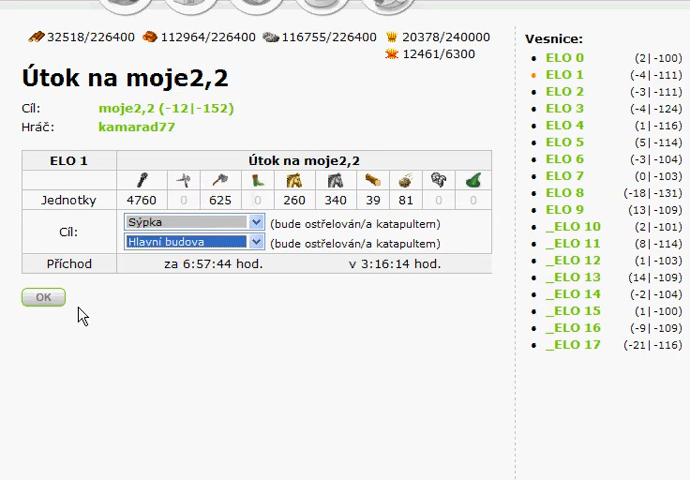 32518/226400 112964/226400 116755/226400 20378/240000
12461/6300
Útok na moje2,2
Cíl: moje2,2 (-12|-152)
Hráč: kamarad77
ELO 1 Útok na moje2,2
Jednotky 4760 0 625 0 260 340 39 81 0 0
Cíl: Sýpka (bude ostřelován/a katapultem)
Hlavní budova (bude ostřelován/a katapultem)
Příchod za 6:57:44 hod. v 3:16:14 hod.
OK
Vesnice:
ELO 0 (2|-100)
ELO 1 (-4|-111)
ELO 2 (-3|-111)
ELO 3 (-4|-124)
ELO 4 (1|-116)
ELO 5 (5|-114)
ELO 6 (-3|-104)
ELO 7 (0|-103)
ELO 8 (-18|-131)
ELO 9 (13|-109)
_ELO 10 (2|-101)
_ELO 11 (8|-114)
_ELO 12 (1|-103)
_ELO 13 (14|-109)
_ELO 14 (-2|-104)
_ELO 15 (1|-100)
_ELO 16 (-9|-109)
_ELO 17 (-21|-116)